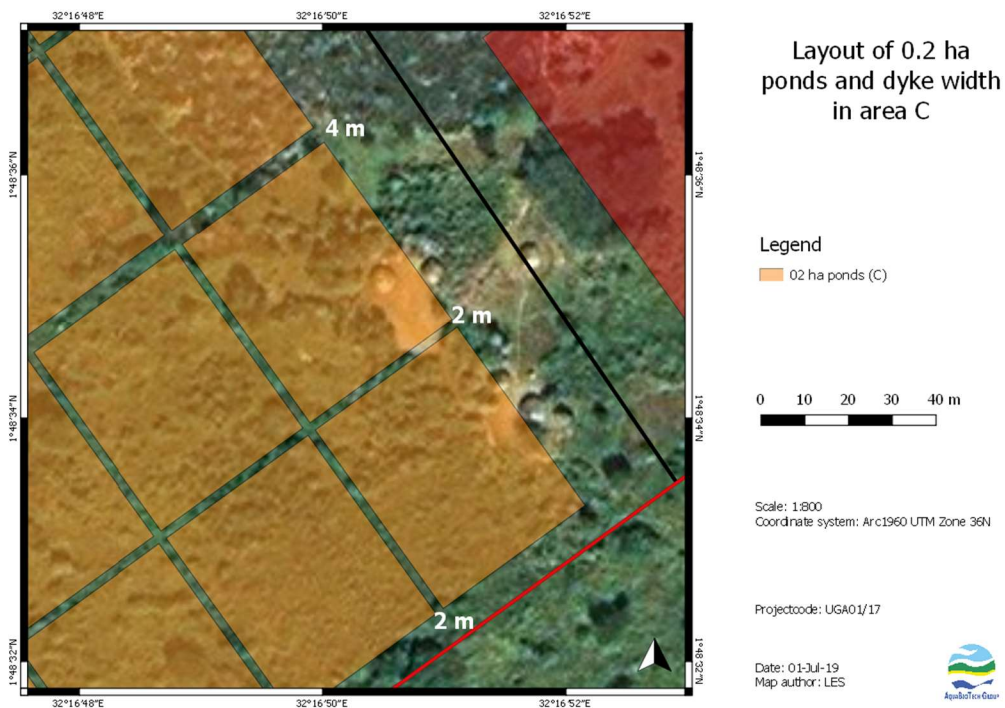 32°16'48"E 32°16'50"E 32°16'52"E
Layout of 0.2 ha
ponds and dyke width
in area C
4 m
1°48'36"N 1°48'36"N
Legend
02 ha ponds (C)
2 m
0 10 20 30 40 m
1°48'34"N 1°48'34"N
Scale: 1:800
Coordinate system: Arc1960 UTM Zone 36N
Projectcode: UGA01/17
2 m
1°48'32"N 1°48'32"N
Date: 01-Jul-19
Map author: LES
AquaBioTech Group
32°16'48"E 32°16'50"E 32°16'52"E